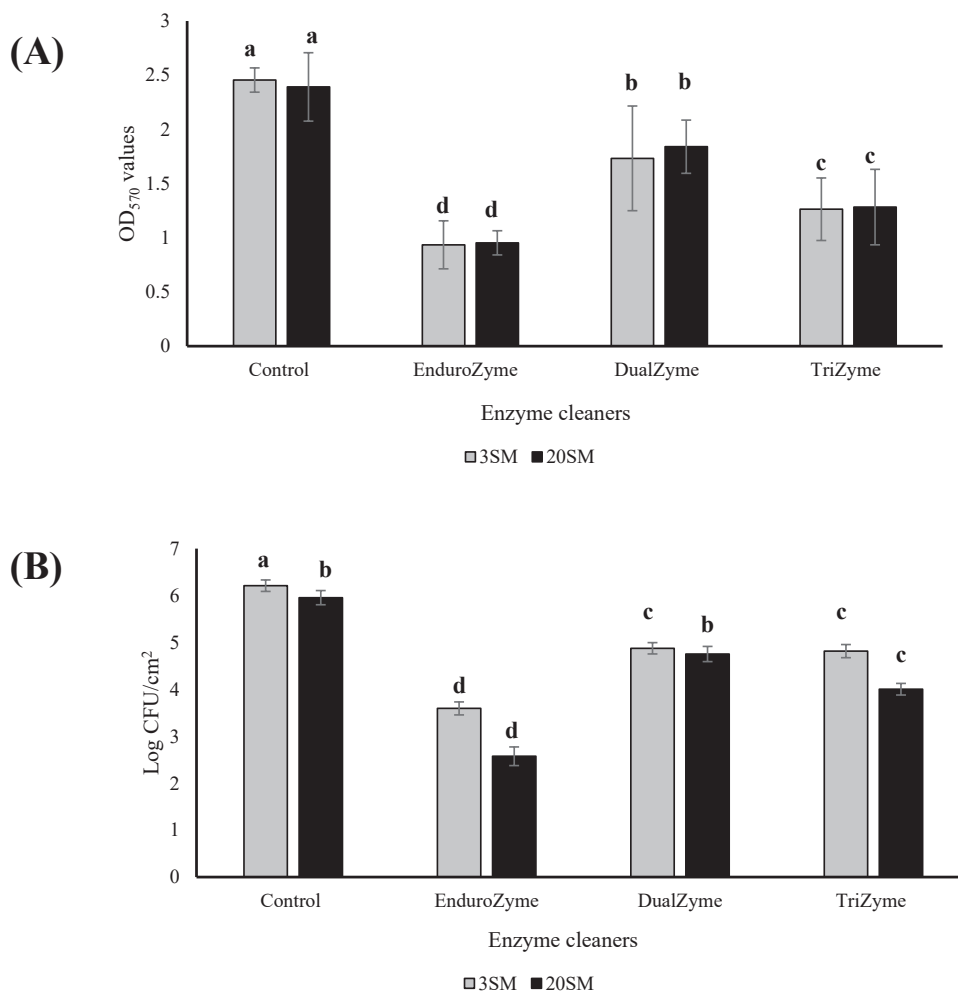 (A)
3
2.5
2
1.5
1
0.5
0
OD570 values
a a
d d
b b
c c
Control EnduroZyme DualZyme TriZyme
Enzyme cleaners
3SM 20SM
(B)
7
6
5
4
3
2
1
0
Log CFU/cm2
a b
d d
c b
c c
Control EnduroZyme DualZyme TriZyme
Enzyme cleaners
3SM 20SM